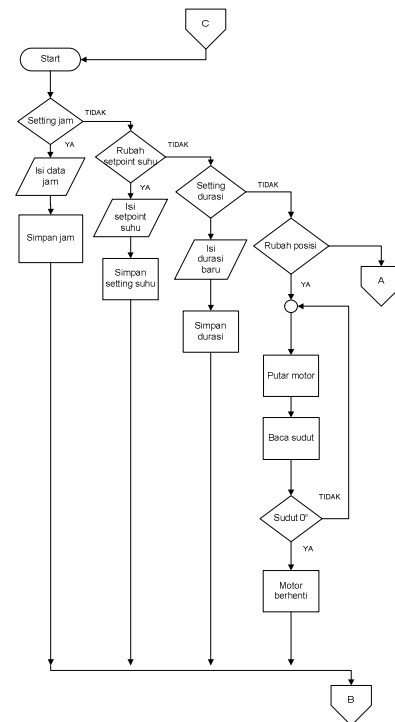 C
Start
Setting jam
TIDAK
YA
Isi data
jam
Simpan jam
Rubah
setpoint suhu
TIDAK
YA
Isi
setpoint
suhu
Simpan
setting suhu
Setting
durasi
TIDAK
Isi
durasi
baru
Simpan
durasi
Rubah posisi
A
YA
Putar motor
Baca sudut
TIDAK
Sudut 0°
YA
Motor
berhenti
B